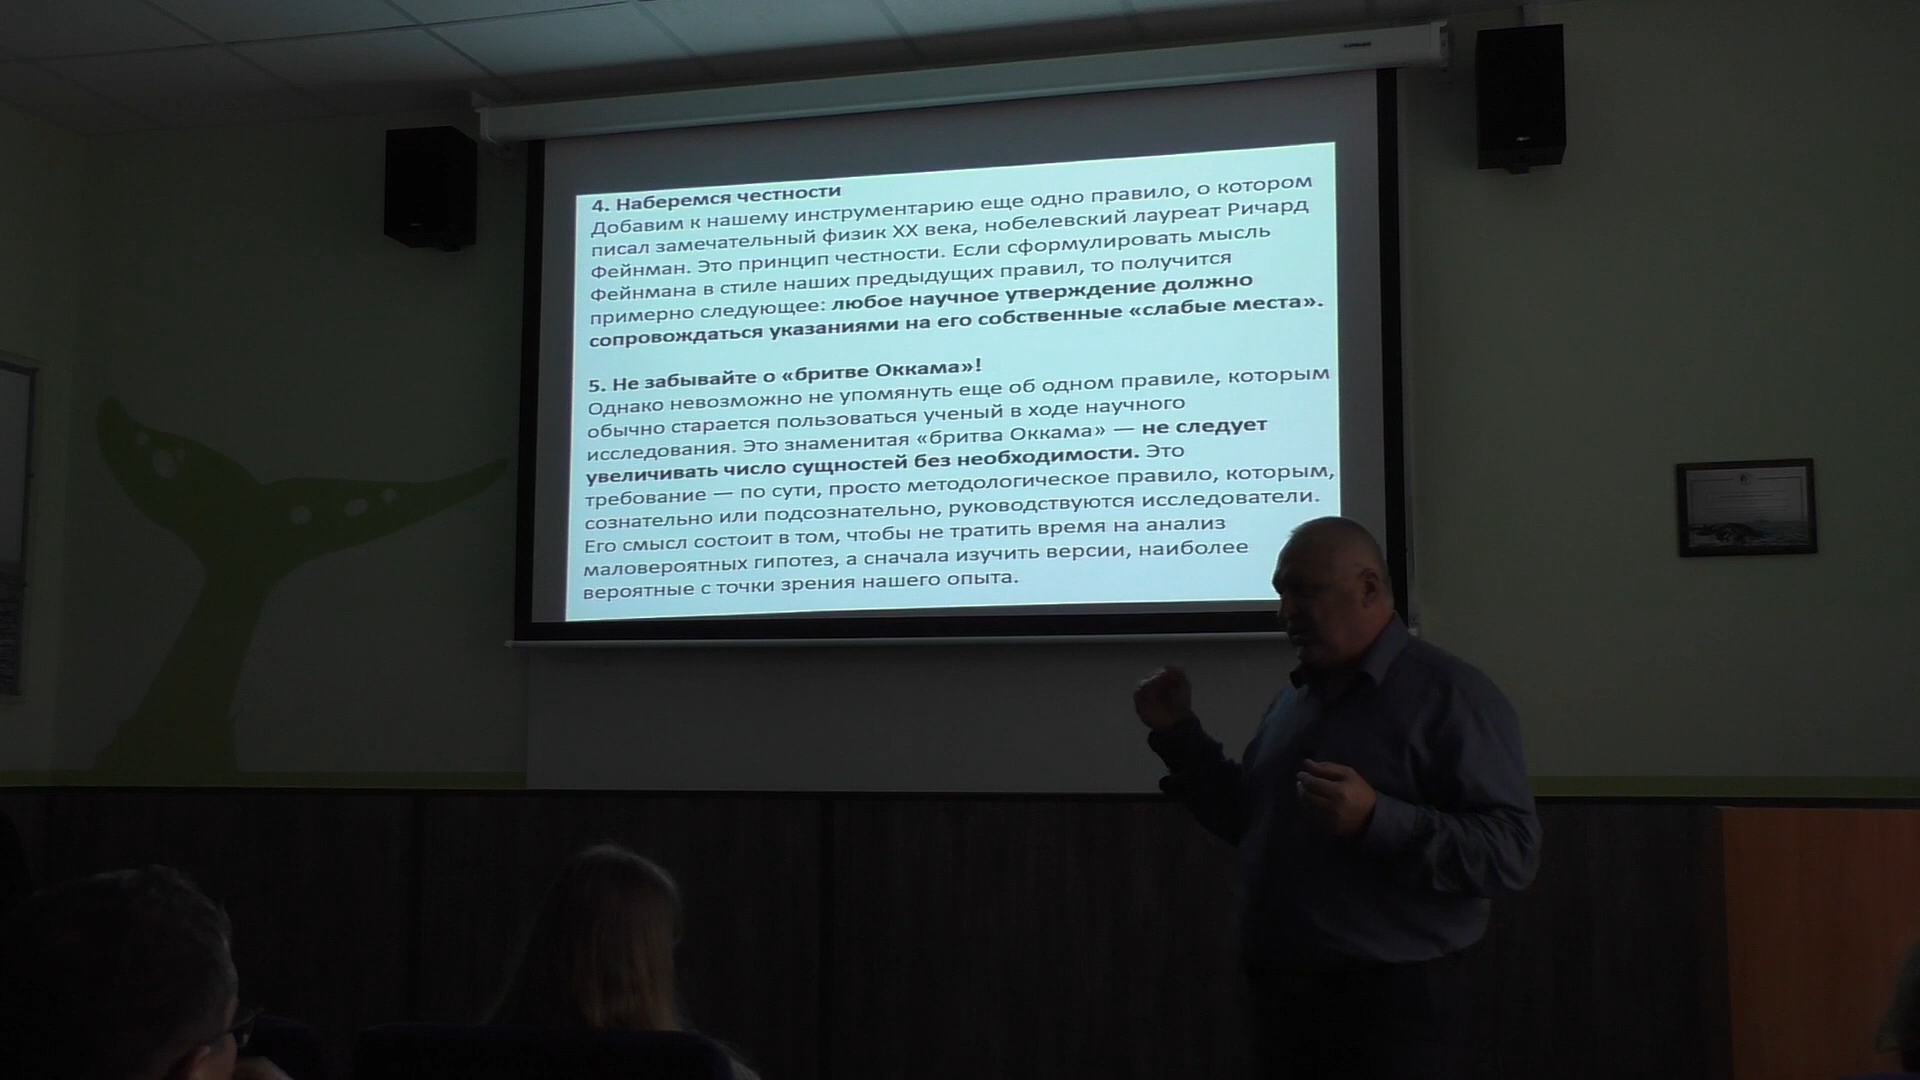 4. Наберемся честности
Добавим к нашему инструментарию еще одно правило, о котором
писал замечательный физик XX века, нобелевский лауреат Ричард
Фейнман. Это принцип честности. Если сформулировать мысль
Фейнмана в стиле наших предыдущих правил, то получится
примерно следующее: любое научное утверждение должно
сопровождаться указаниями на его собственные «слабые места».
5. Не забывайте о «бритве Оккама»!
Однако невозможно не упомянуть еще об одном правиле, которым
обычно старается пользоваться ученый в ходе научного
исследования. Это знаменитая «бритва Оккама» — не следует
увеличивать число сущностей без необходимости. Это
требование — по сути, просто методологическое правило, которым,
сознательно или подсознательно, руководствуются исследователи.
Его смысл состоит в том, чтобы не тратить время на анализ
маловероятных гипотез, а сначала изучить версии, наиболее
вероятные с точки зрения нашего опыта.